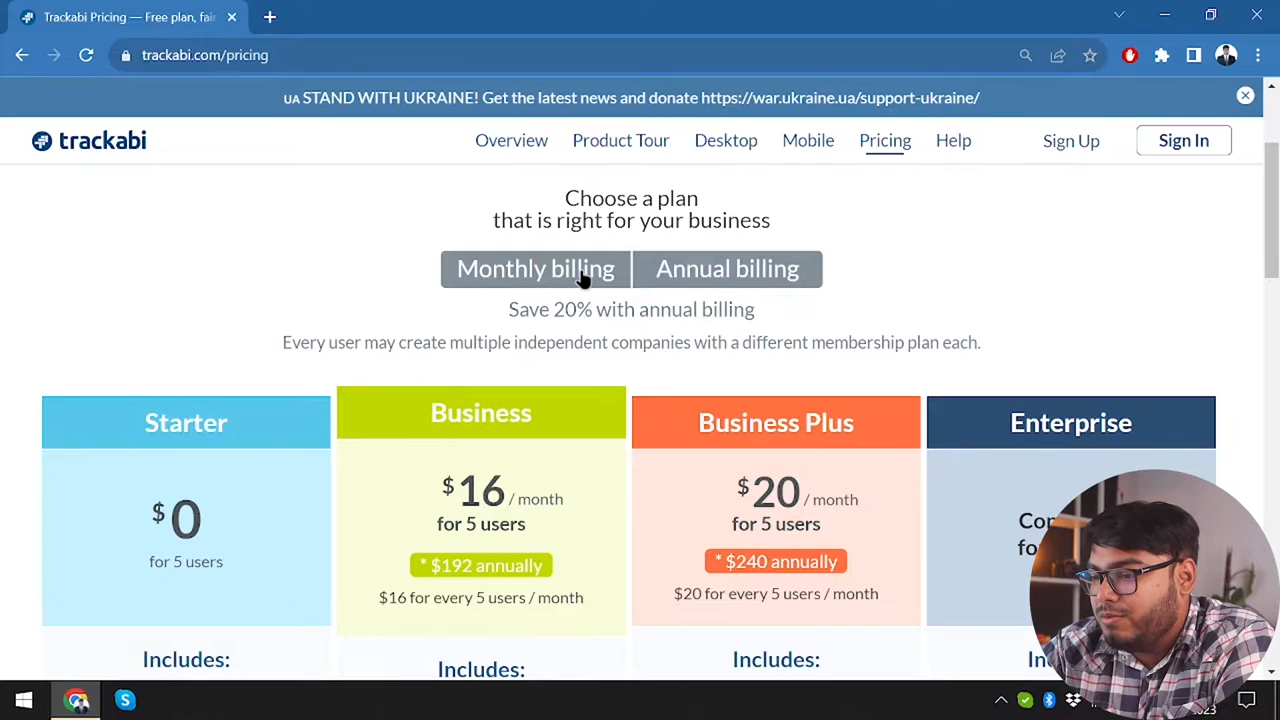 Trackabi Pricing — Free plan, fai
trackabi.com/pricing
UA STAND WITH UKRAINE! Get the latest news and donate https://war.ukraine.ua/support-ukraine/
trackabi
Overview
Product Tour
Desktop
Mobile
Pricing
Help
Sign Up
Sign In
Choose a plan
that is right for your business
Monthly billing
Annual billing
Save 20% with annual billing
Every user may create multiple independent companies with a different membership plan each.
Starter
$0
for 5 users
Includes:
Business
$16 / month
for 5 users
* $192 annually
$16 for every 5 users / month
Includes:
Business Plus
$20 / month
for 5 users
* $240 annually
$20 for every 5 users / month
Includes:
Enterprise